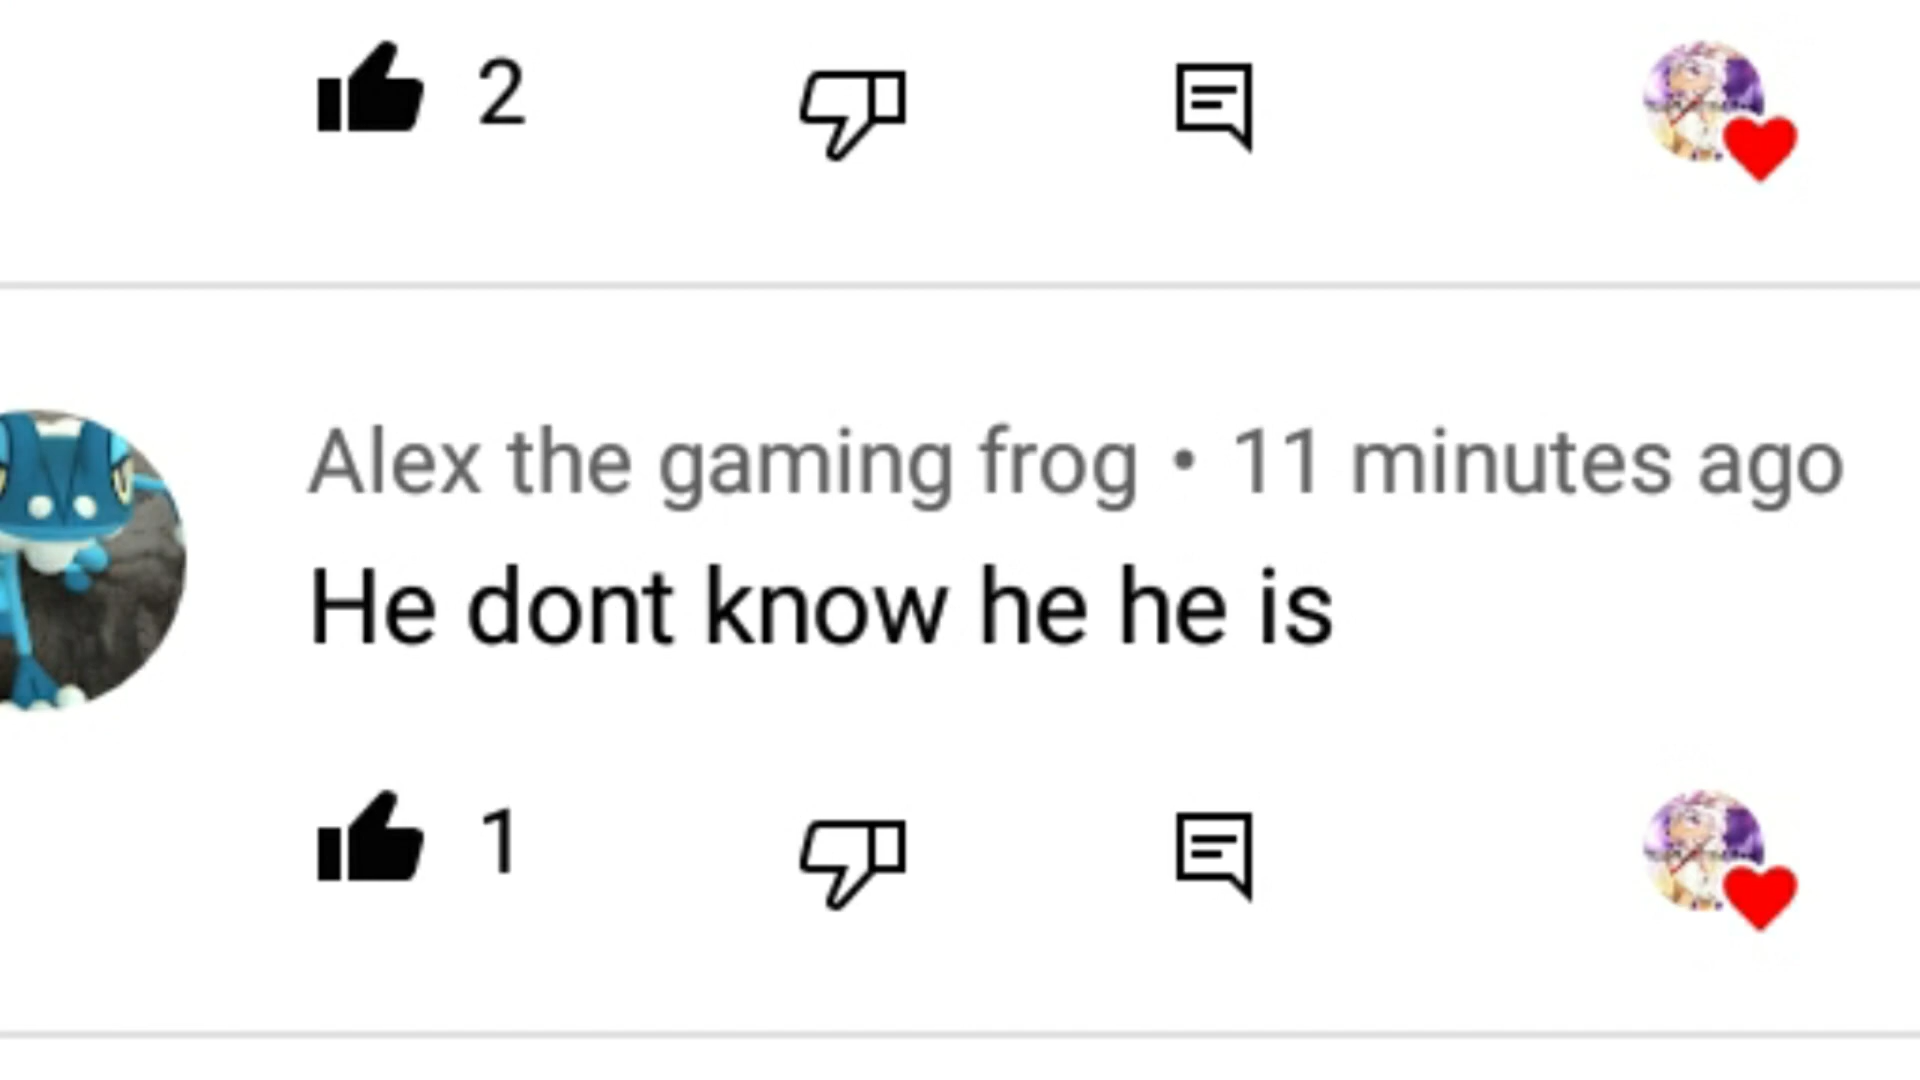 2
Alex the gaming frog • 11 minutes ago
He dont know he he is
1